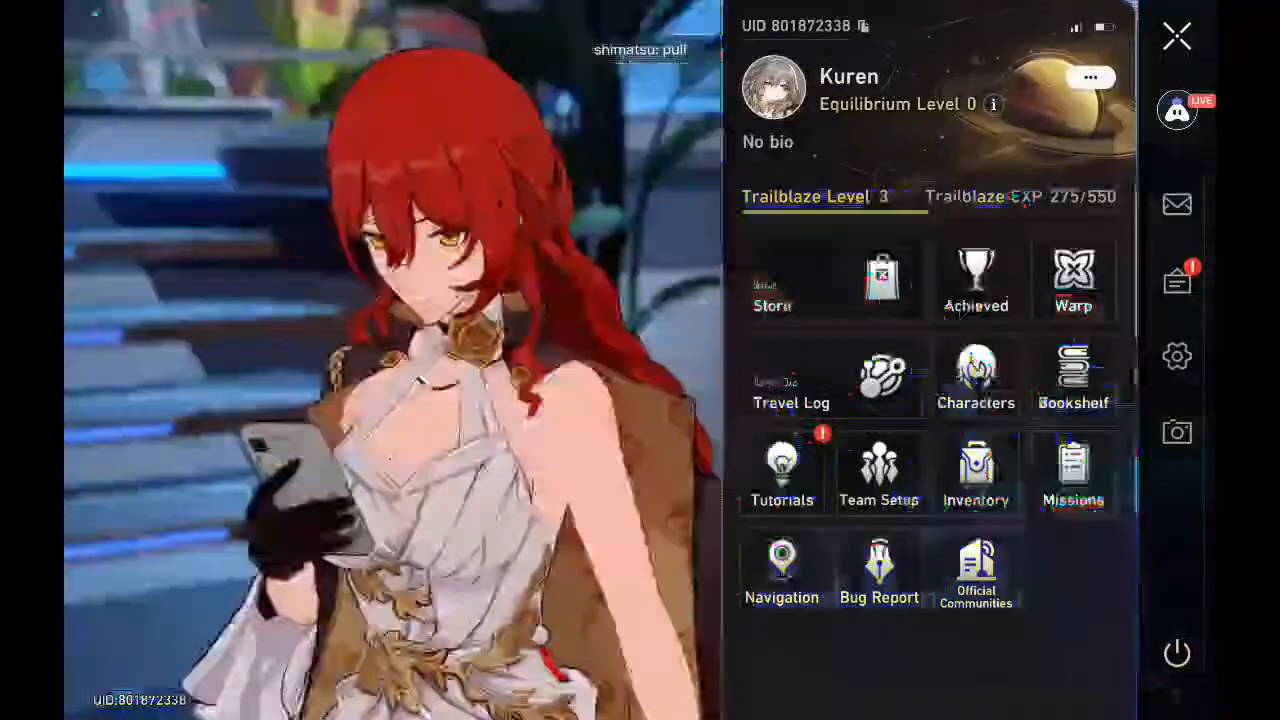 shimatsu: pull
UID 801872338
Kuren
Equilibrium Level 0
No bio
Trailblaze Level 3
Trailblaze EXP 275/550
LIVE
Store
Achieved
Warp
Travel Log
Characters
Bookshelf
Tutorials
Team Setup
Inventory
Missions
Navigation
Bug Report
Official
Communities
UID:801872338